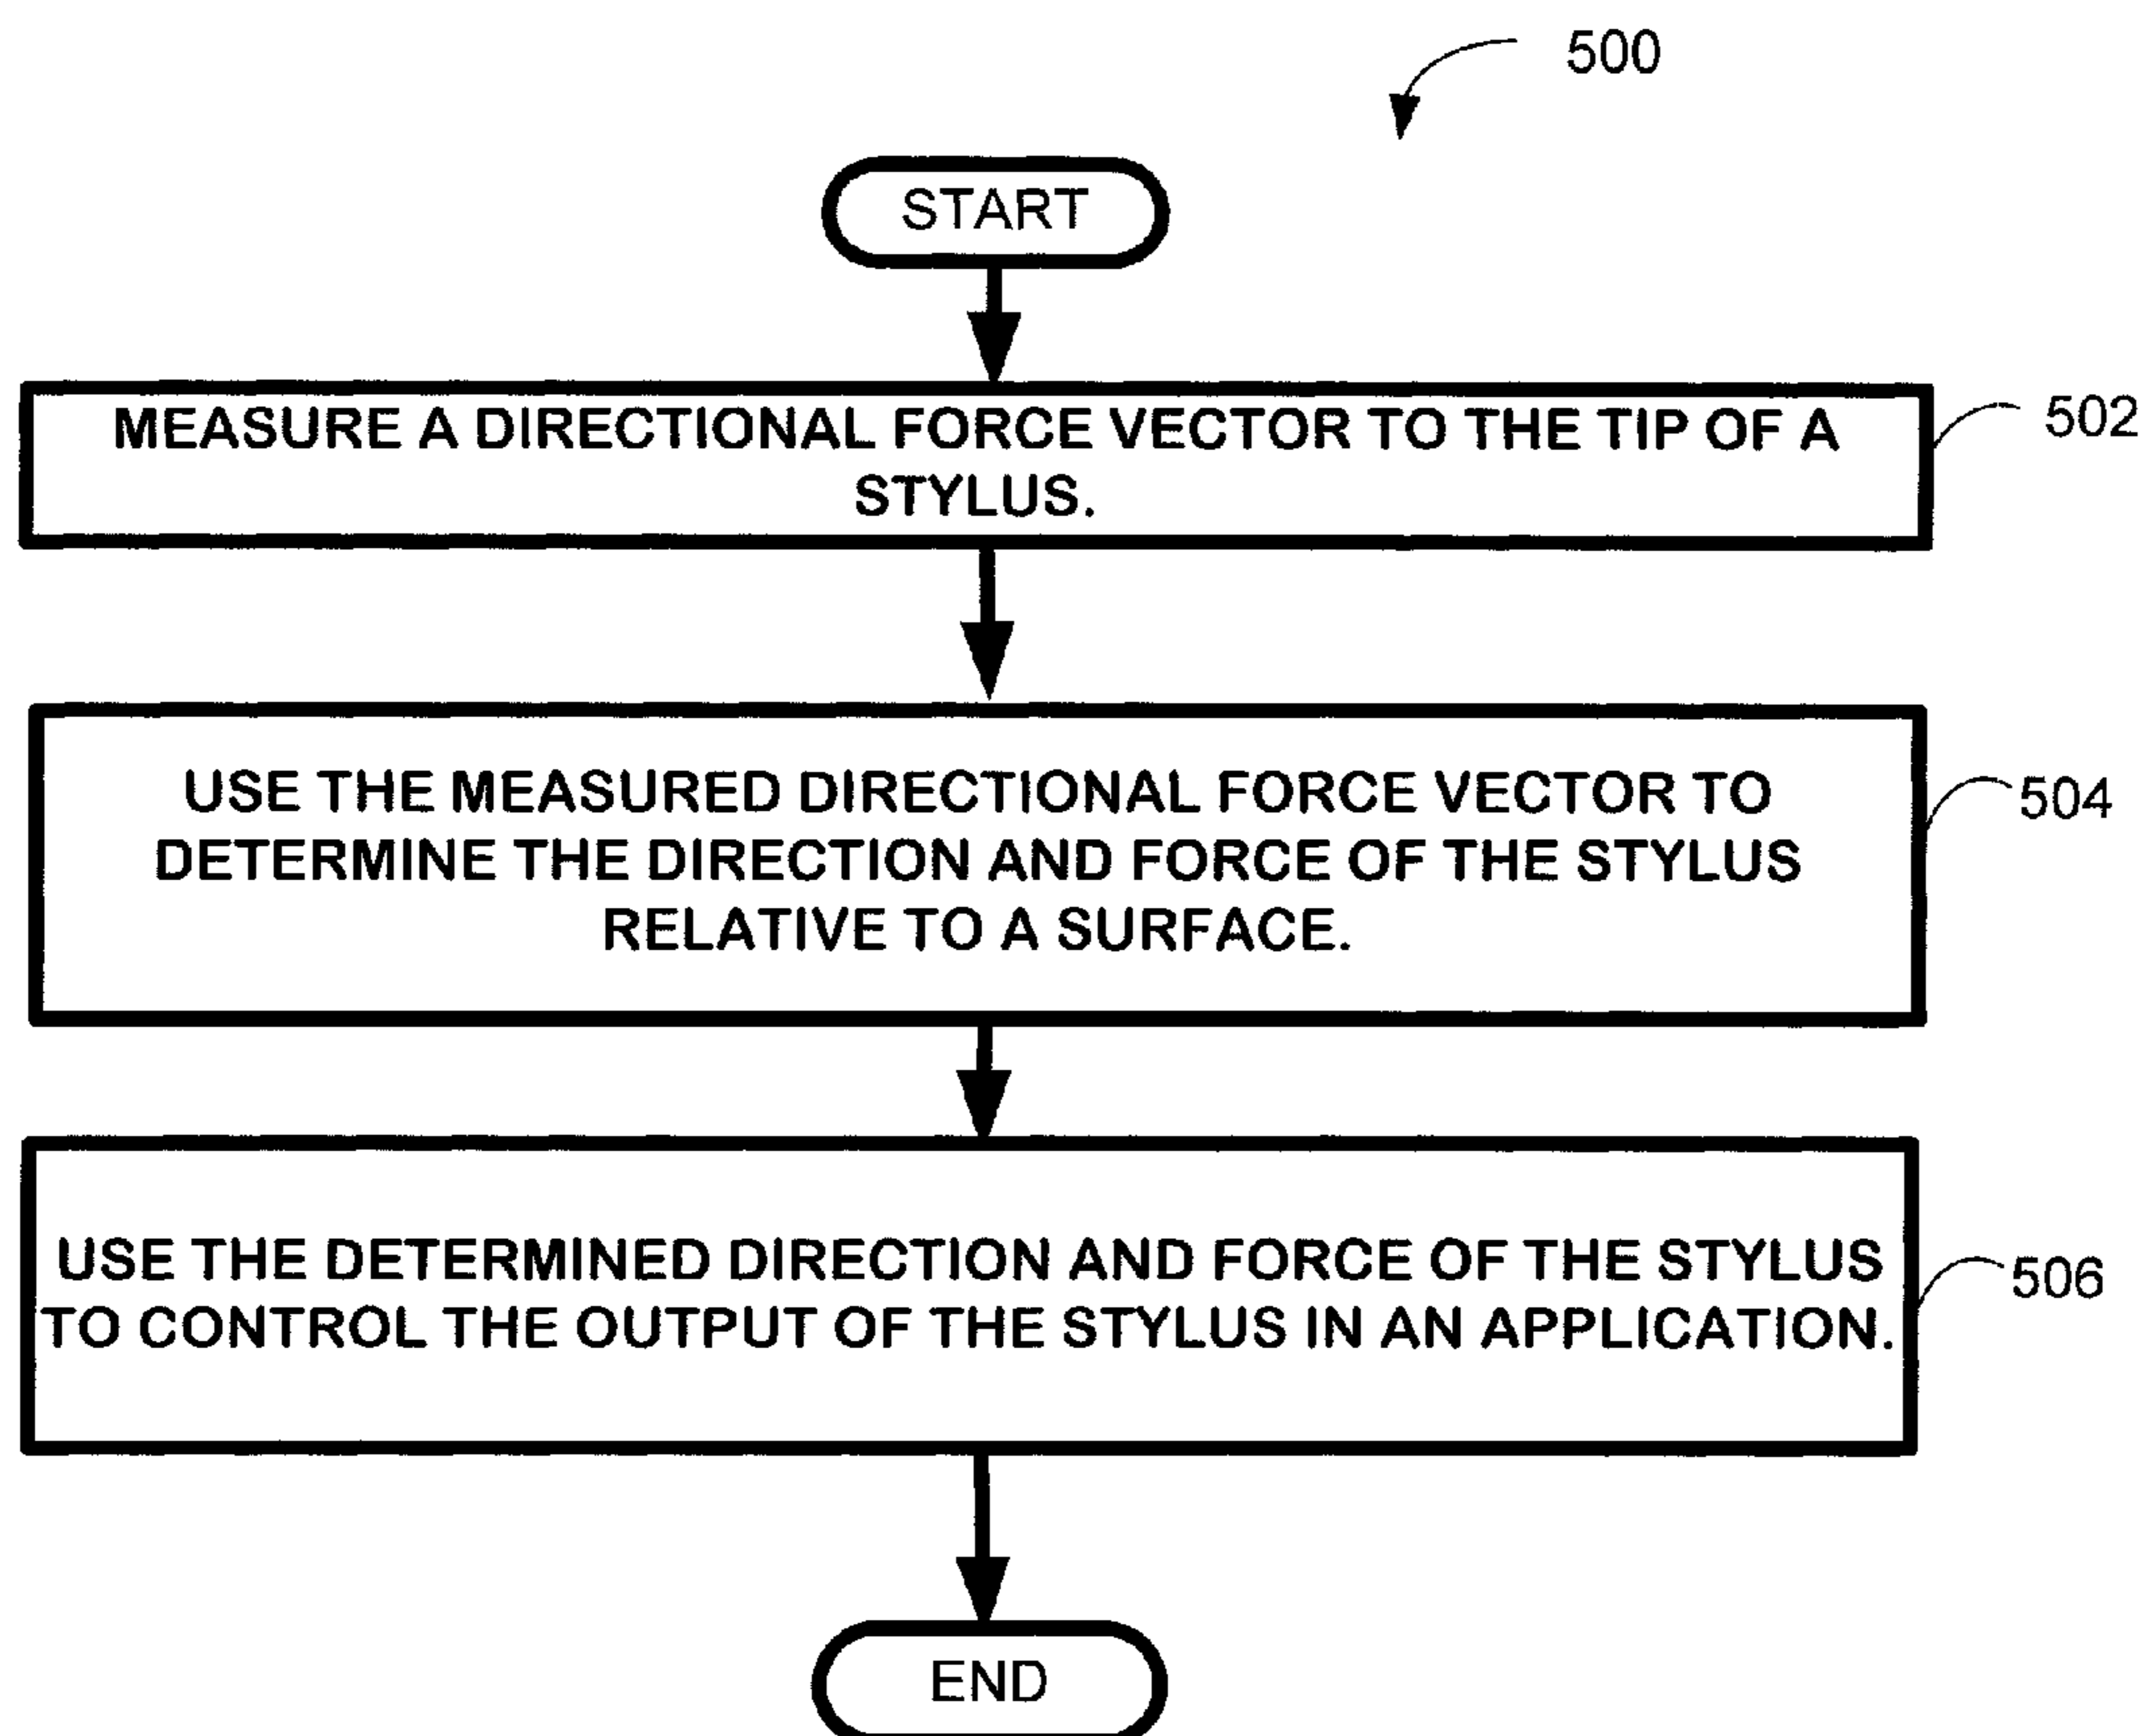 500
START
MEASURE A DIRECTIONAL FORCE VECTOR TO THE TIP OF A
STYLUS.
502
USE THE MEASURED DIRECTIONAL FORCE VECTOR TO
DETERMINE THE DIRECTION AND FORCE OF THE STYLUS
RELATIVE TO A SURFACE.
504
USE THE DETERMINED DIRECTION AND FORCE OF THE STYLUS
TO CONTROL THE OUTPUT OF THE STYLUS IN AN APPLICATION.
506
END